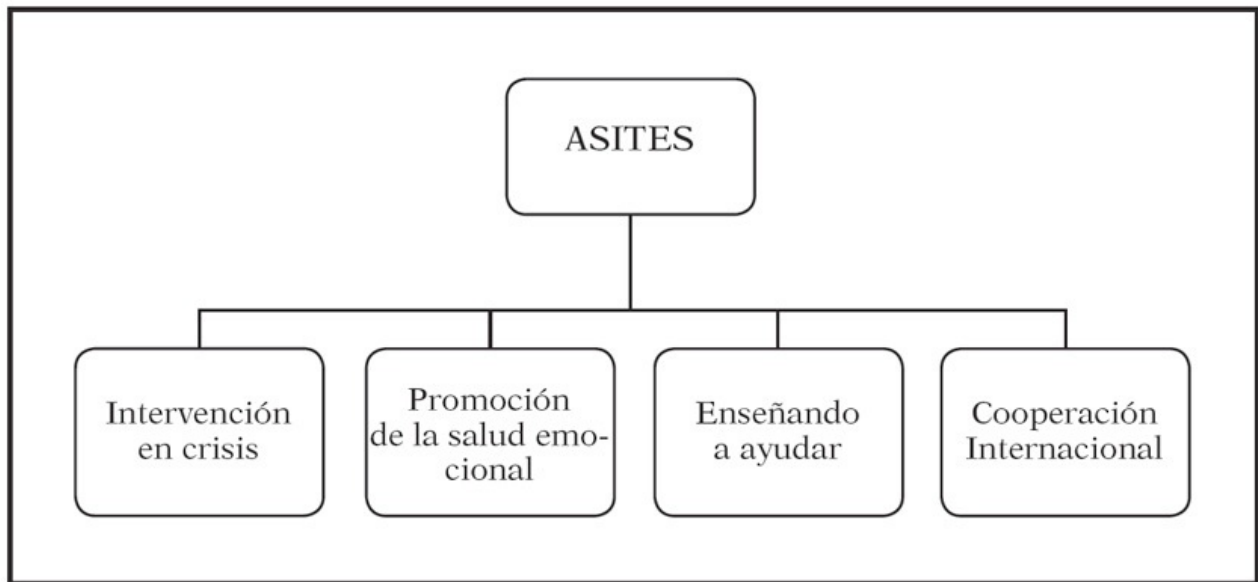 ASITES
Intervención
en crisis
Promoción
de la salud emo-
cional
Enseñando
a ayudar
Cooperación
Internacional